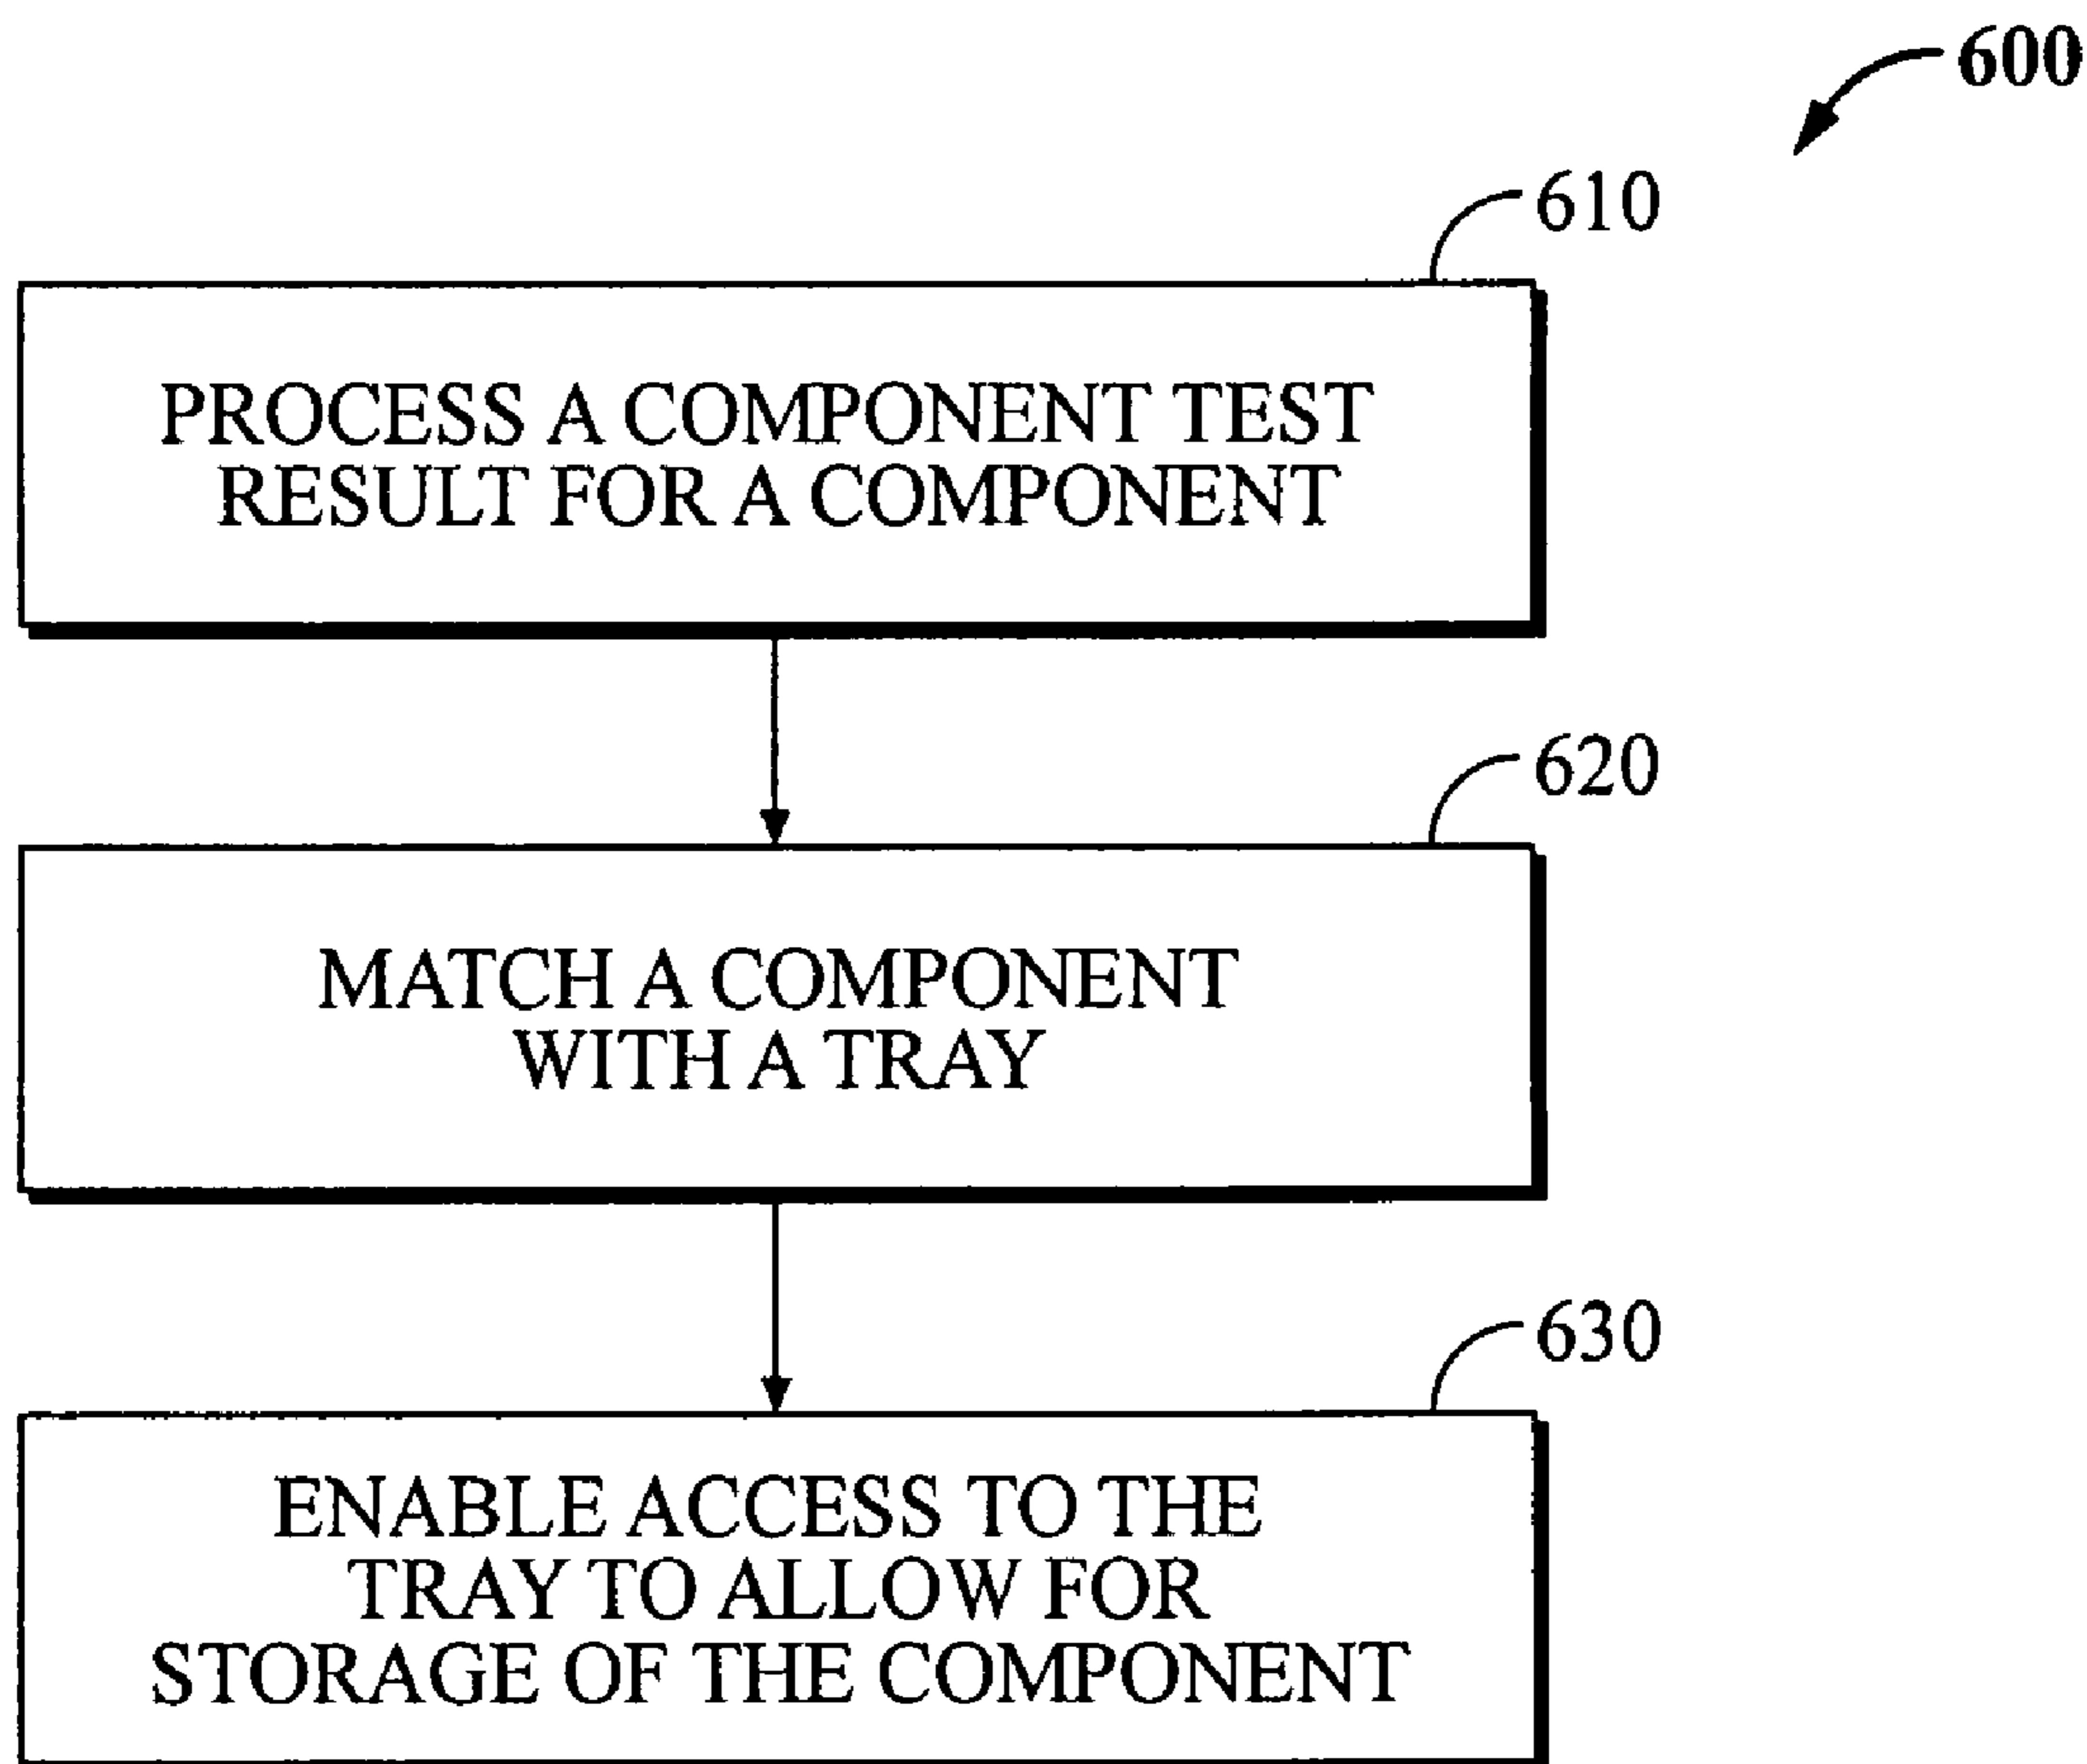 600
610
PROCESS A COMPONENT TEST
RESULT FOR A COMPONENT
620
MATCH A COMPONENT
WITH A TRAY
630
ENABLE ACCESS TO THE
TRAY TO ALLOW FOR
STORAGE OF THE COMPONENT